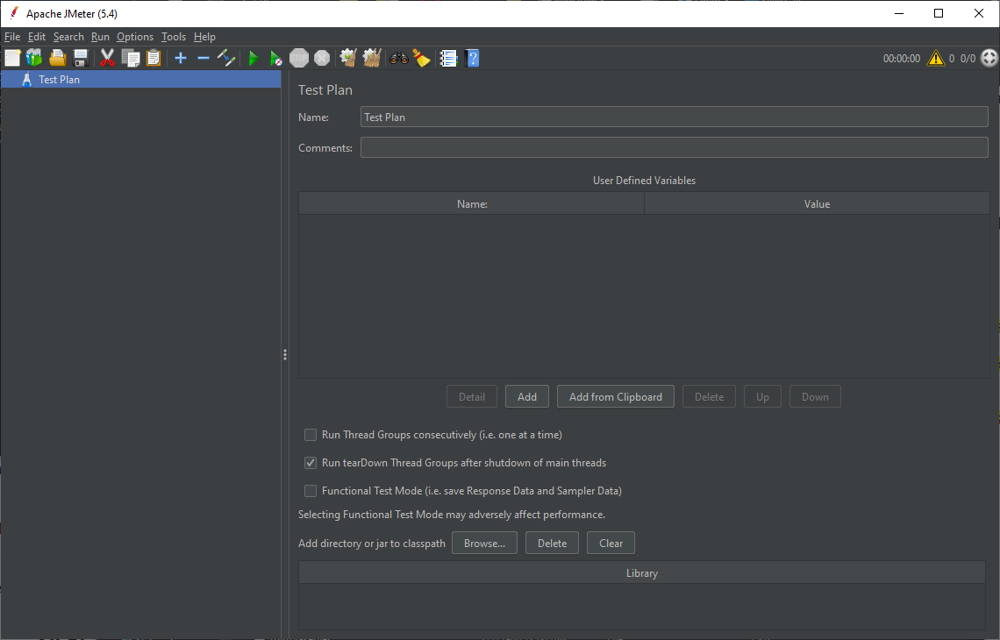 Apache JMeter (5.4)
File Edit Search Run Options Tools Help
STOP 00:00:00 0 0/0
Test Plan
Test Plan
Name: Test Plan
Comments:
User Defined Variables
Name: Value
Detail Add Add from Clipboard Delete Up Down
Run Thread Groups consecutively (i.e. one at a time)
Run tearDown Thread Groups after shutdown of main threads
Functional Test Mode (i.e. save Response Data and Sampler Data)
Selecting Functional Test Mode may adversely affect performance.
Add directory or jar to classpath Browse... Delete Clear
Library